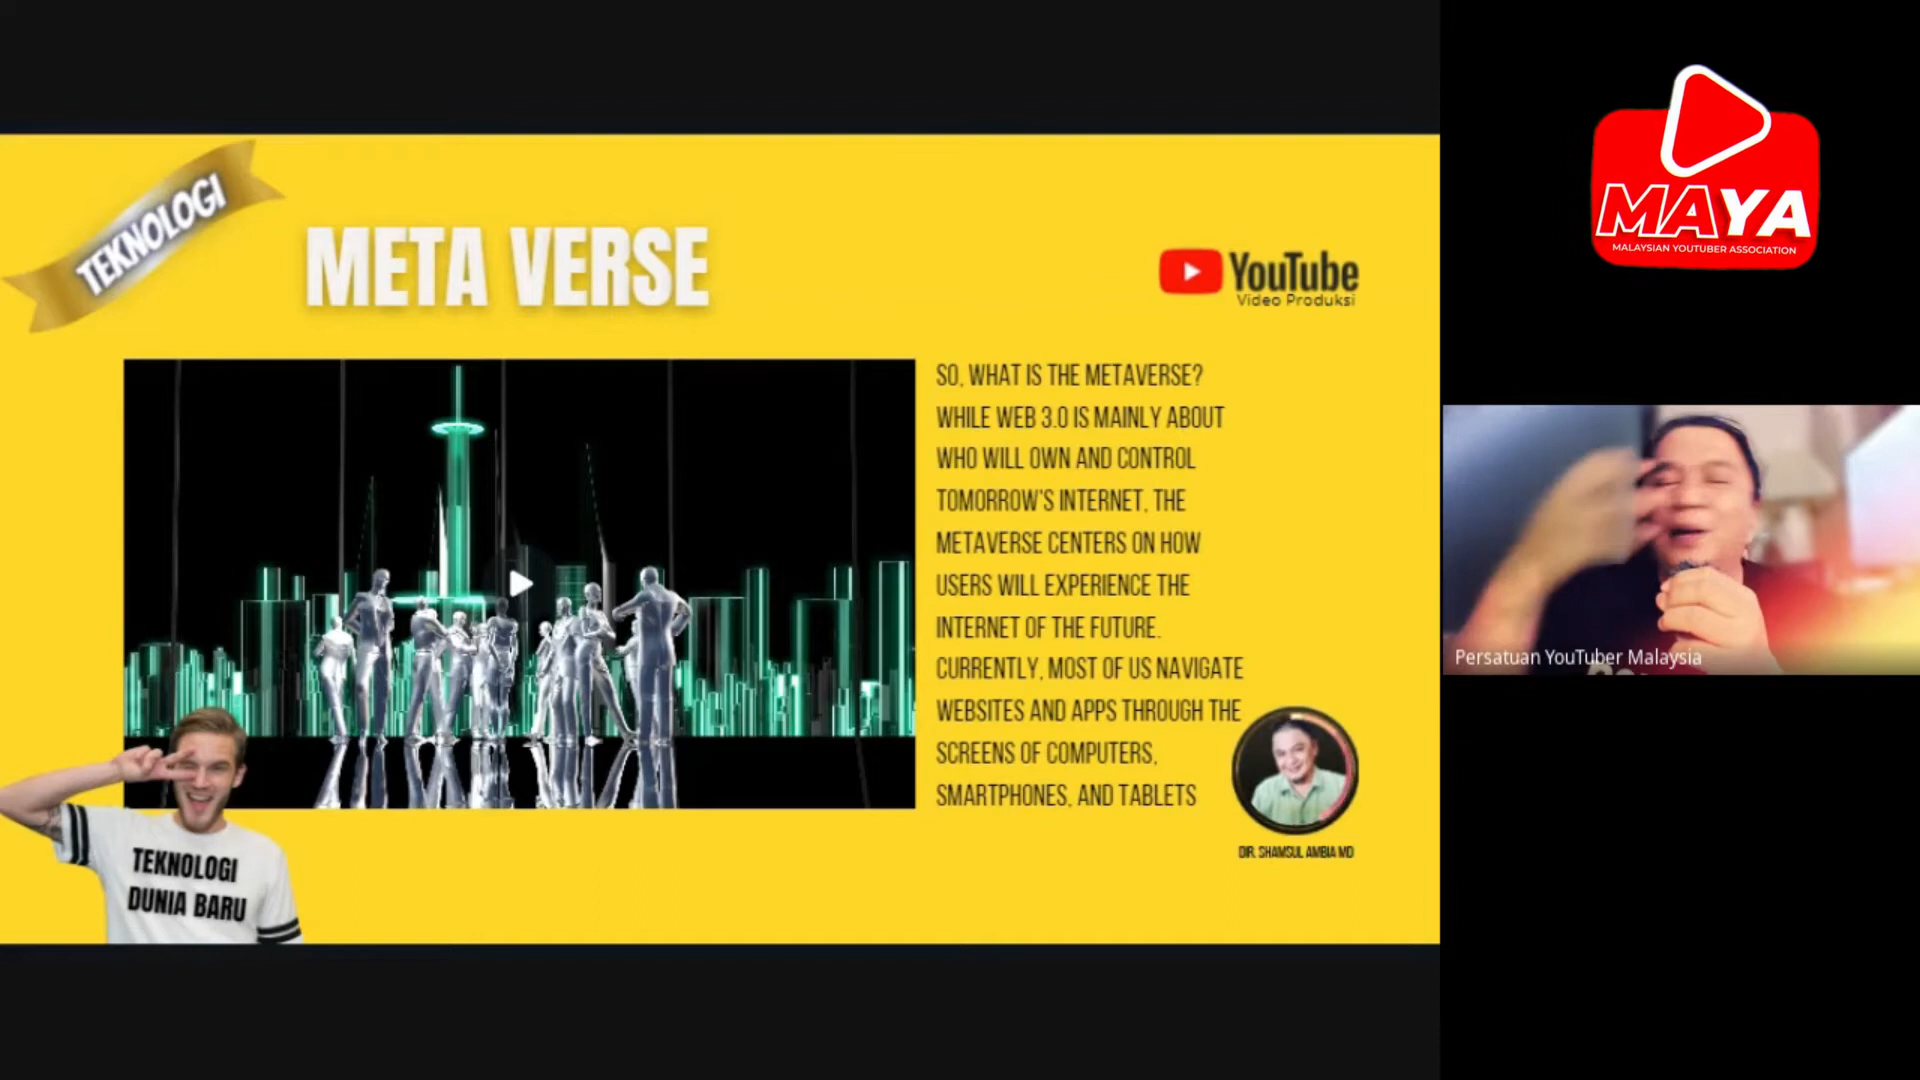 TEKNOLOGI
META VERSE
YouTube
Video Produksi
SO, WHAT IS THE METAVERSE?
WHILE WEB 3.0 IS MAINLY ABOUT
WHO WILL OWN AND CONTROL
TOMORROW'S INTERNET, THE
METAVERSE CENTERS ON HOW
USERS WILL EXPERIENCE THE
INTERNET OF THE FUTURE.
CURRENTLY, MOST OF US NAVIGATE
WEBSITES AND APPS THROUGH THE
SCREENS OF COMPUTERS,
SMARTPHONES, AND TABLETS
DIR. SHAMSUL AMBIA MD
TEKNOLOGI
DUNIA BARU
MAYA
MALAYSIAN YOUTUBER ASSOCIATION
Persatuan YouTuber Malaysia